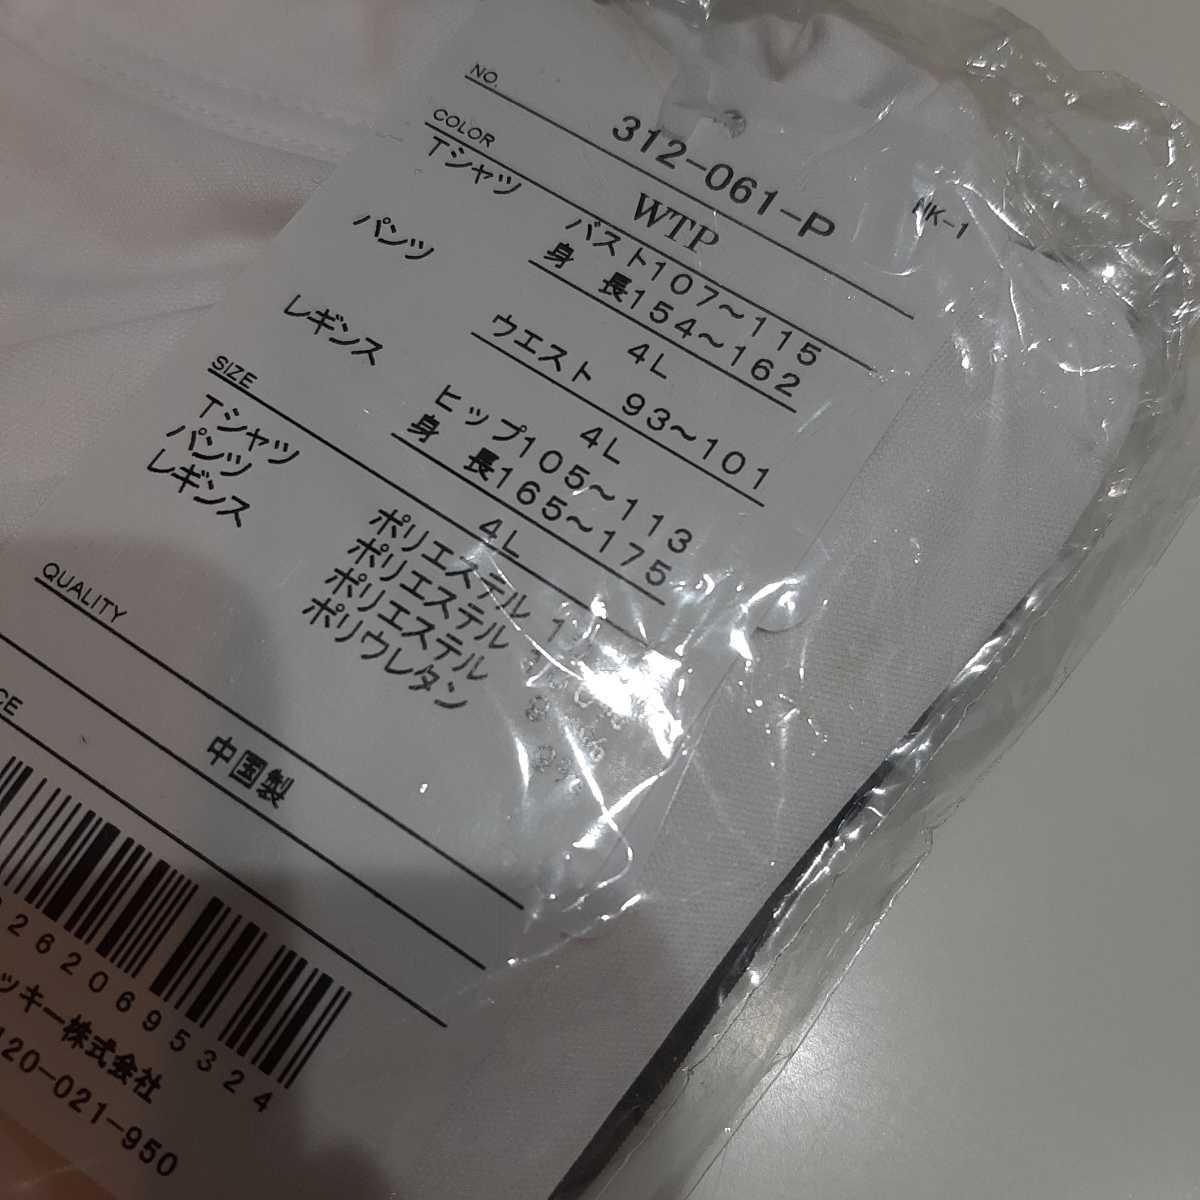 NO.
312-061-P
NK-1
COLOR
WTP
Tシャツ
バスト107～115
身 長154～162
4L
パンツ
ウエスト 93～101
4L
レギンス
ヒップ105～113
身 長165～175
4L
SIZE
Tシャツ
ポリエステル
パンツ
ポリエステル
レギンス
ポリエステル
ポリウレタン
QUALITY
中国製
2620695324
ッキー株式会社
20-021-950